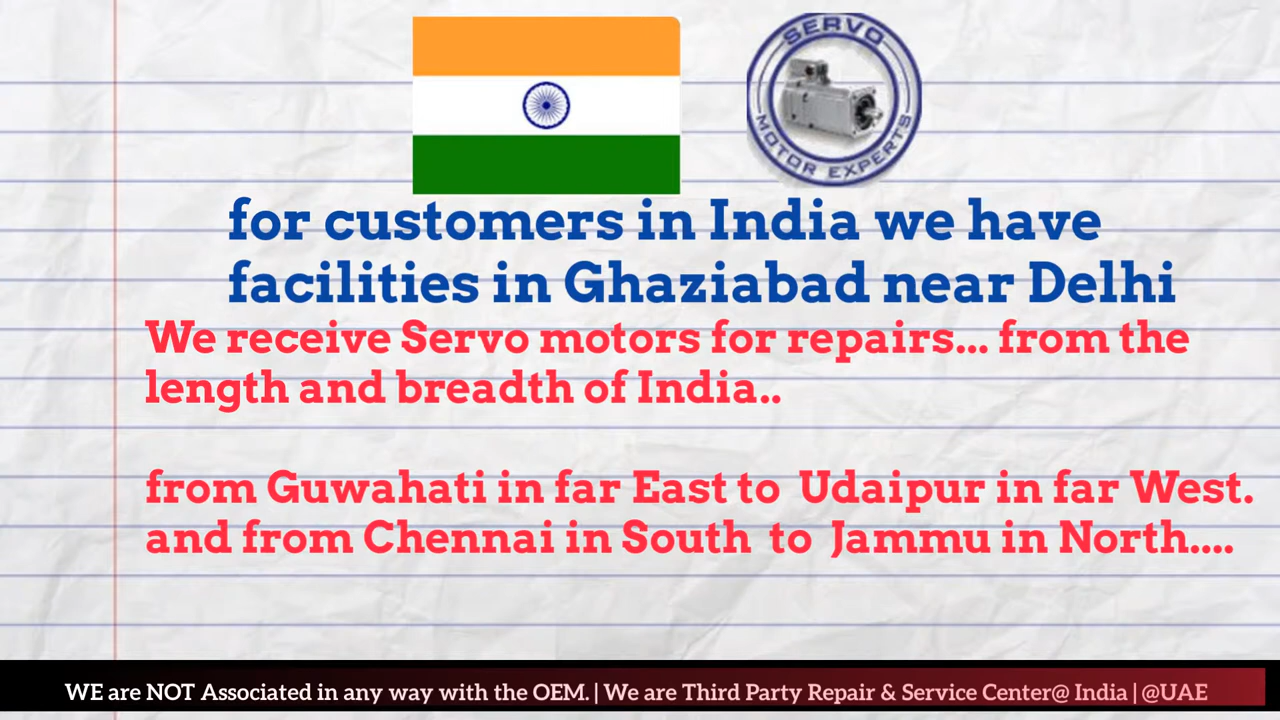 SERVO
MOTOR EXPERTS
for customers in India we have
facilities in Ghaziabad near Delhi
We receive Servo motors for repairs... from the
length and breadth of India..
from Guwahati in far East to Udaipur in far West.
and from Chennai in South to Jammu in North....
WE are NOT Associated in any way with the OEM. | We are Third Party Repair & Service Center@ India | @UAE